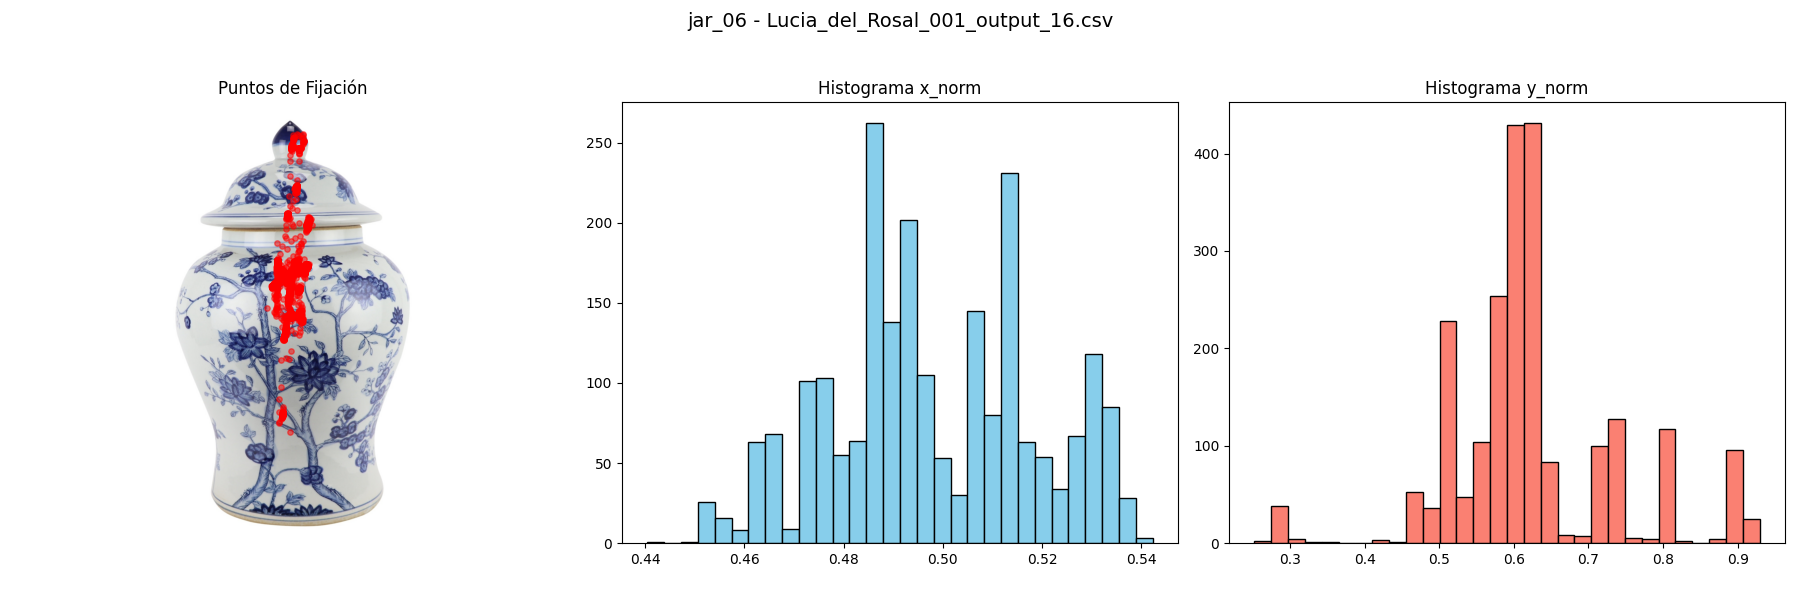 jar_06 - Lucia_del_Rosal_001_output_16.csv
Puntos de Fijación
Histograma x_norm
250
200
150
100
50
0
0.44 0.46 0.48 0.50 0.52 0.54
Histograma y_norm
400
300
200
100
0
0.3 0.4 0.5 0.6 0.7 0.8 0.9